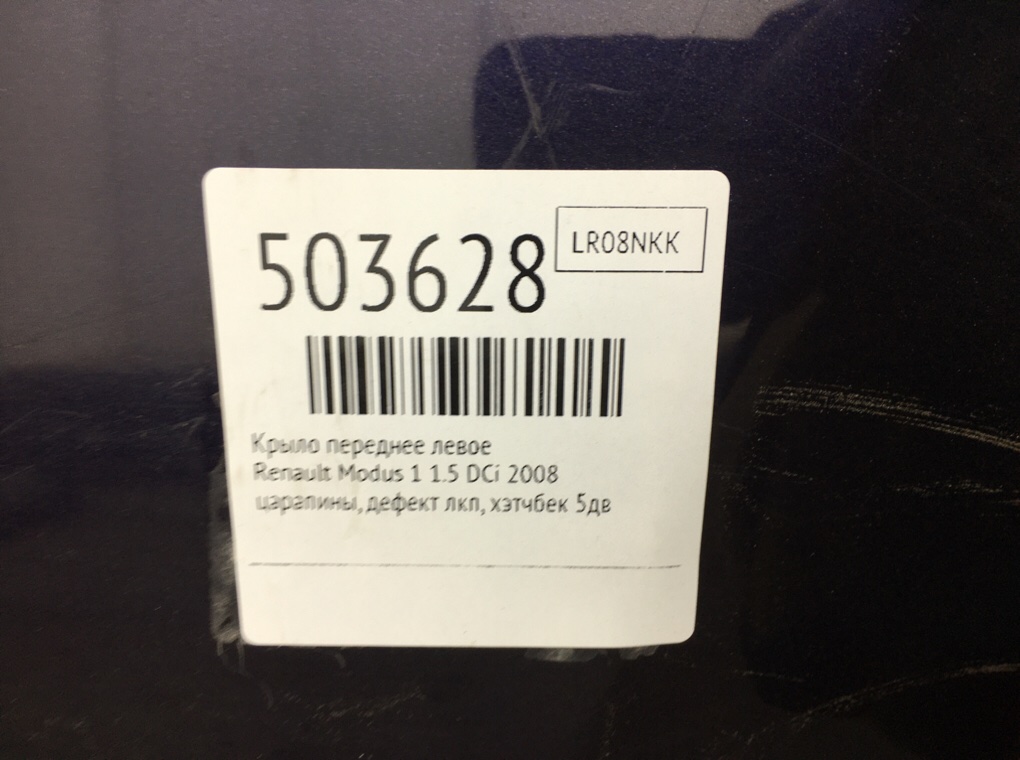 503628
LR08NKK
Крыло переднее левое
Renault Modus 1 1.5 DCi 2008
царапины, дефект лкп, хэтчбек 5дв